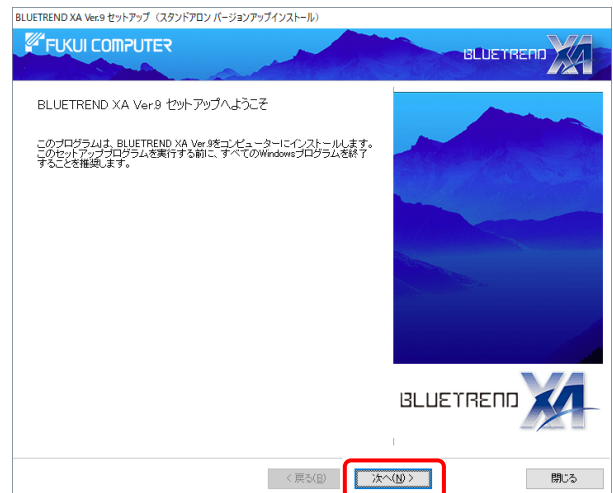 BLUETREND XA Ver.9 セットアップ（スタンドアロン バージョンアップインストール）
FUKUI COMPUTER
BLUETREND XA
BLUETREND XA Ver.9 セットアップへようこそ
このプログラムは、BLUETREND XA Ver.9をコンピューターにインストールします。
このセットアッププログラムを実行する前に、すべてのWindowsプログラムを終了
することを推奨します。
BLUETREND XA
< 戻る(B)
次へ(N) >
閉じる